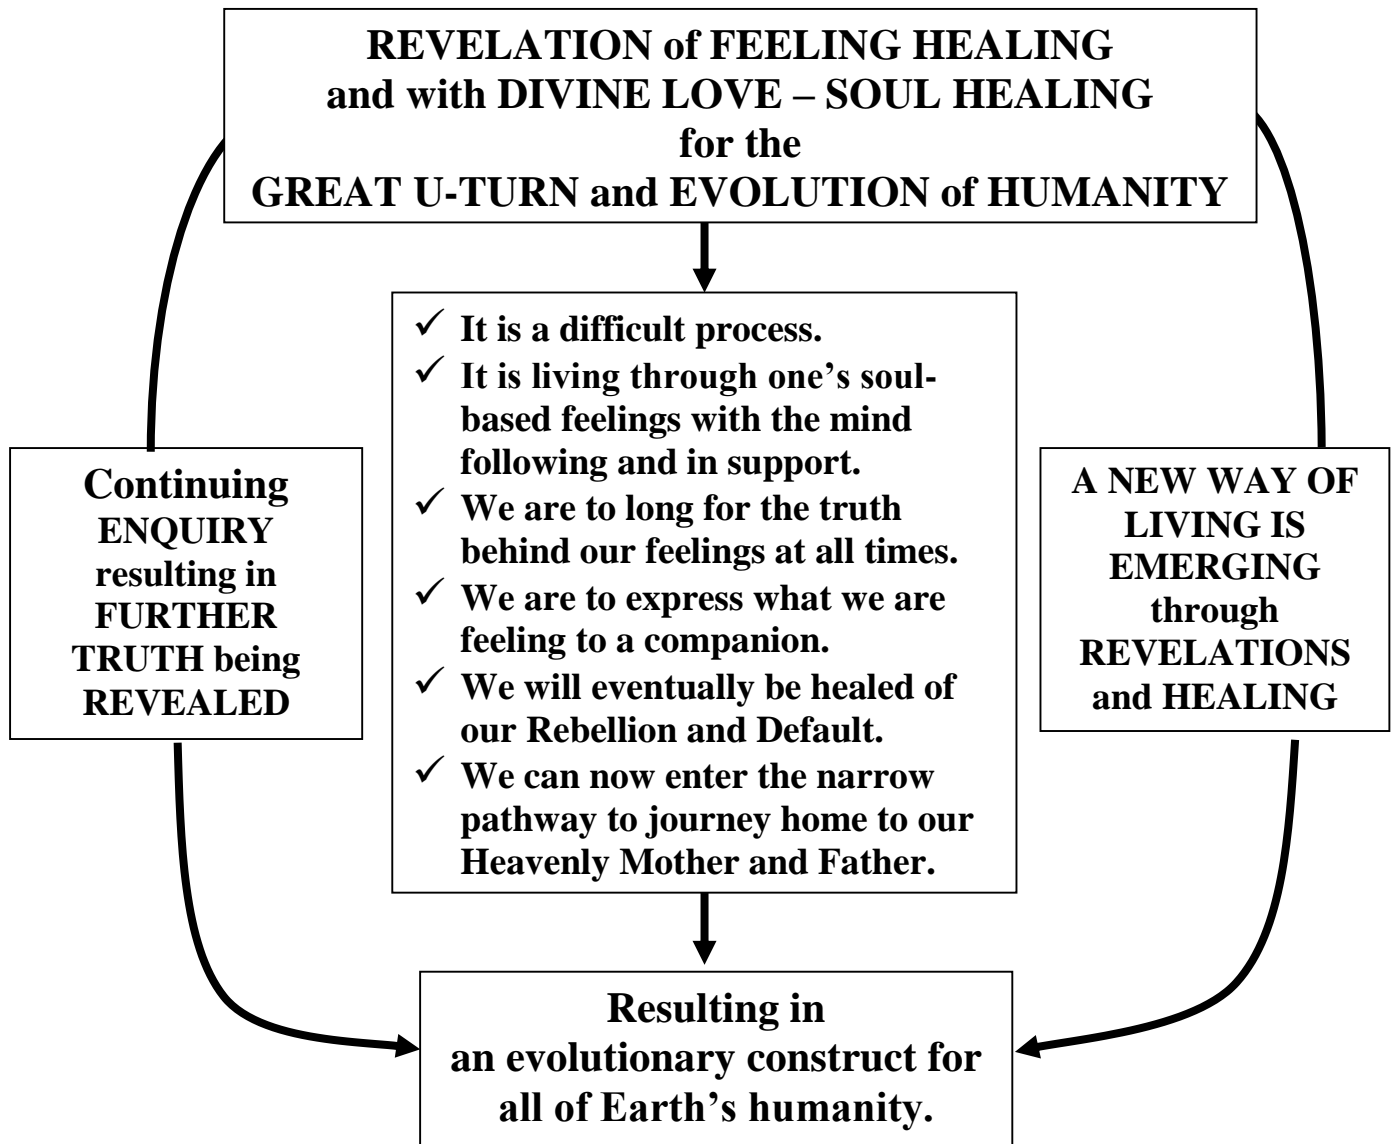 REVELATION of FEELING HEALING
and with DIVINE LOVE – SOUL HEALING
for the
GREAT U-TURN and EVOLUTION of HUMANITY
✓ It is a difficult process.
✓ It is living through one’s soul-
based feelings with the mind
following and in support.
✓ We are to long for the truth
behind our feelings at all times.
✓ We are to express what we are
feeling to a companion.
✓ We will eventually be healed of
our Rebellion and Default.
✓ We can now enter the narrow
pathway to journey home to our
Heavenly Mother and Father.
Continuing
ENQUIRY
resulting in
FURTHER
TRUTH being
REVEALED
A NEW WAY OF
LIVING IS
EMERGING
through
REVELATIONS
and HEALING
Resulting in
an evolutionary construct for
all of Earth’s humanity.